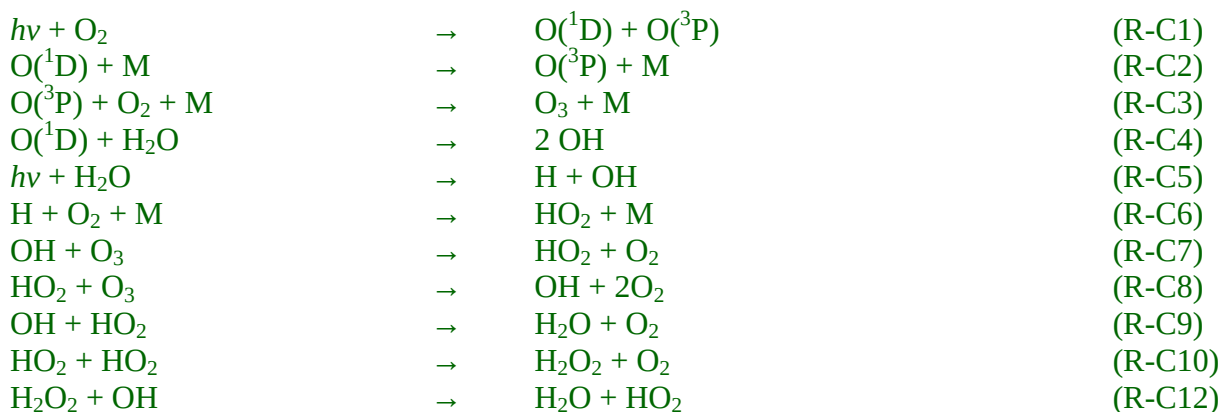 hν + O₂ → O(¹D) + O(³P) (R-C1)
O(¹D) + M → O(³P) + M (R-C2)
O(³P) + O₂ + M → O₃ + M (R-C3)
O(¹D) + H₂O → 2 OH (R-C4)
hν + H₂O → H + OH (R-C5)
H + O₂ + M → HO₂ + M (R-C6)
OH + O₃ → HO₂ + O₂ (R-C7)
HO₂ + O₃ → OH + 2O₂ (R-C8)
OH + HO₂ → H₂O + O₂ (R-C9)
HO₂ + HO₂ → H₂O₂ + O₂ (R-C10)
H₂O₂ + OH → H₂O + HO₂ (R-C12)